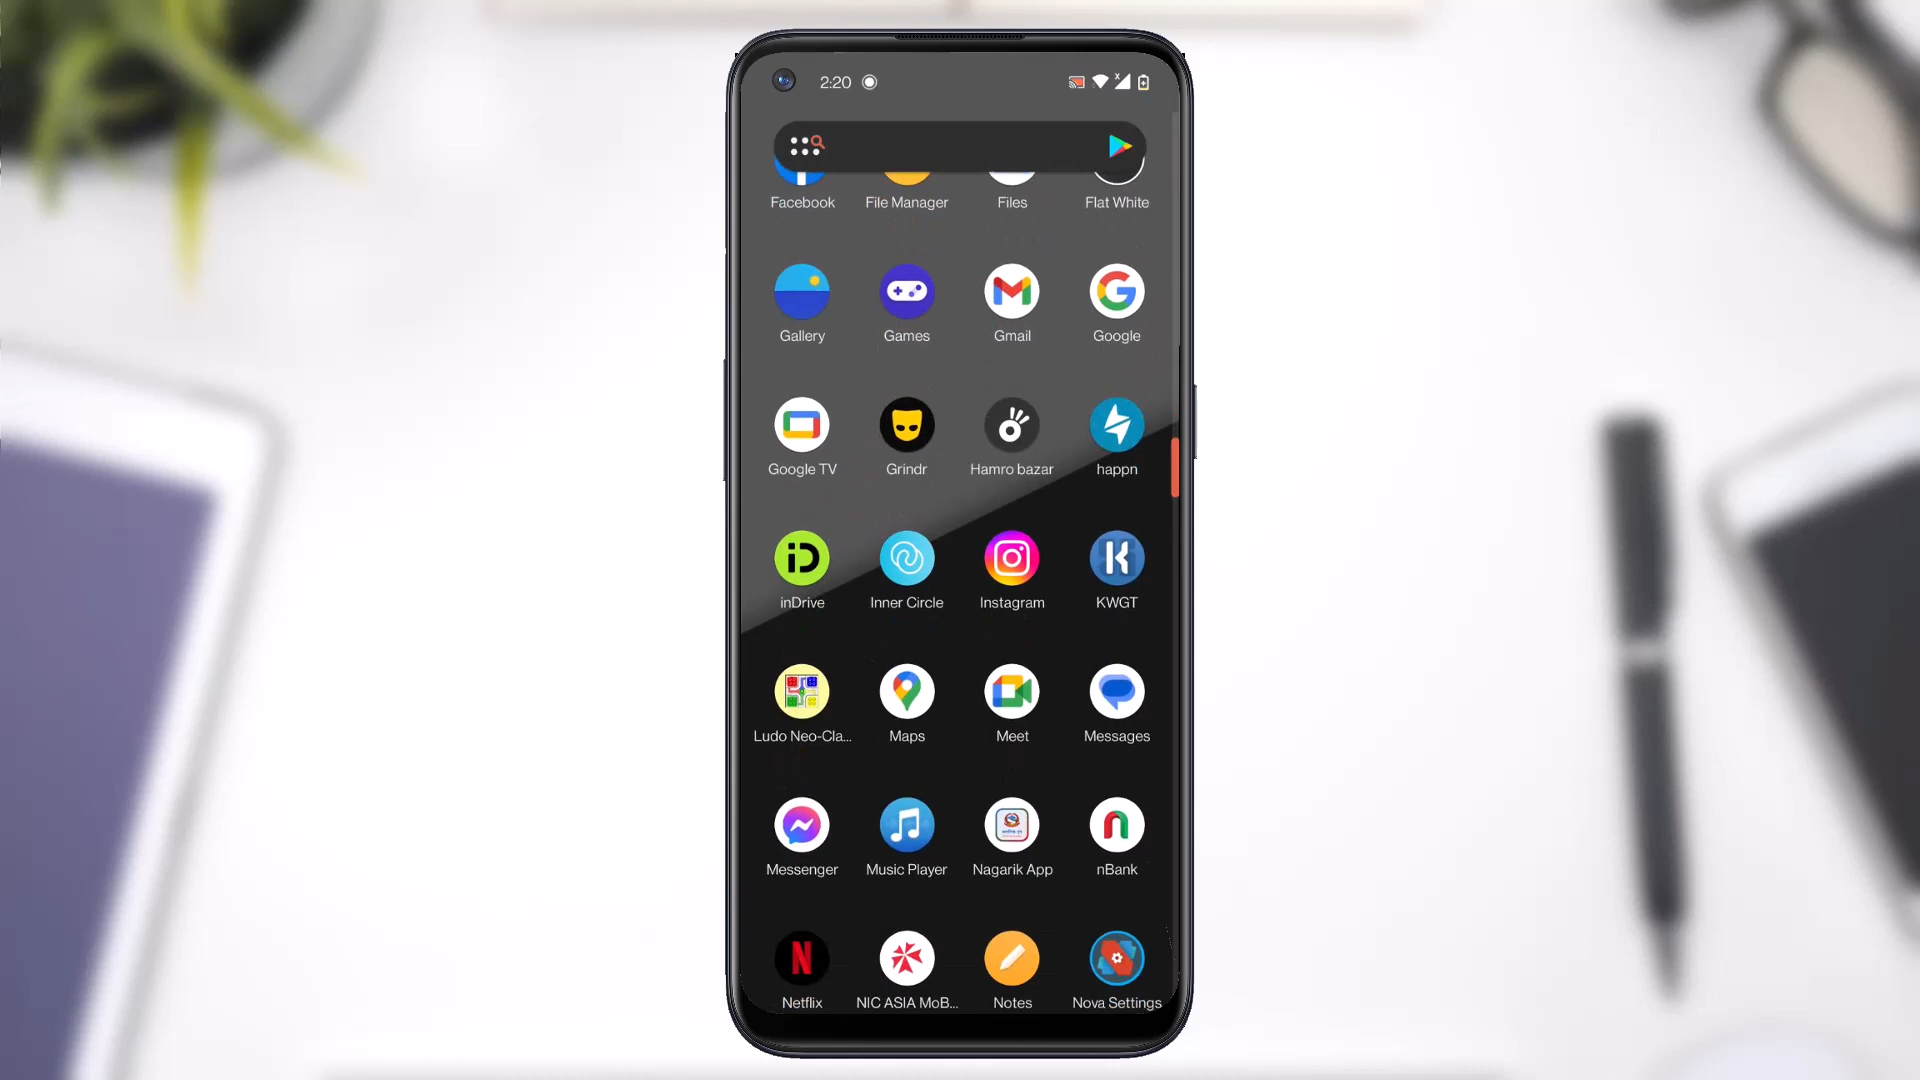 2:20
Facebook File Manager Files Flat White
Gallery Games Gmail Google
Google TV Grindr Hamro bazar happn
inDrive Inner Circle Instagram KWGT
Ludo Neo-Cla... Maps Meet Messages
Messenger Music Player Nagarik App nBank
Netflix NIC ASIA MoB... Notes Nova Settings